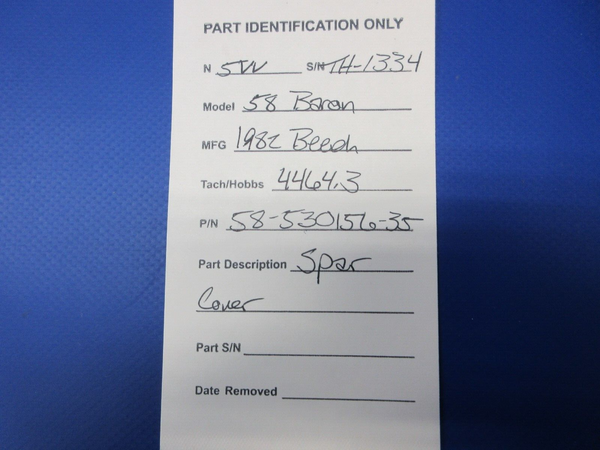 PART IDENTIFICATION ONLY
N 5W S/N TH-1334
Model 58 Baron
MFG 1982 Beech
Tach/Hobbs 4464.3
P/N 58-530156-35
Part Description Spar
Cover
Part S/N
Date Removed